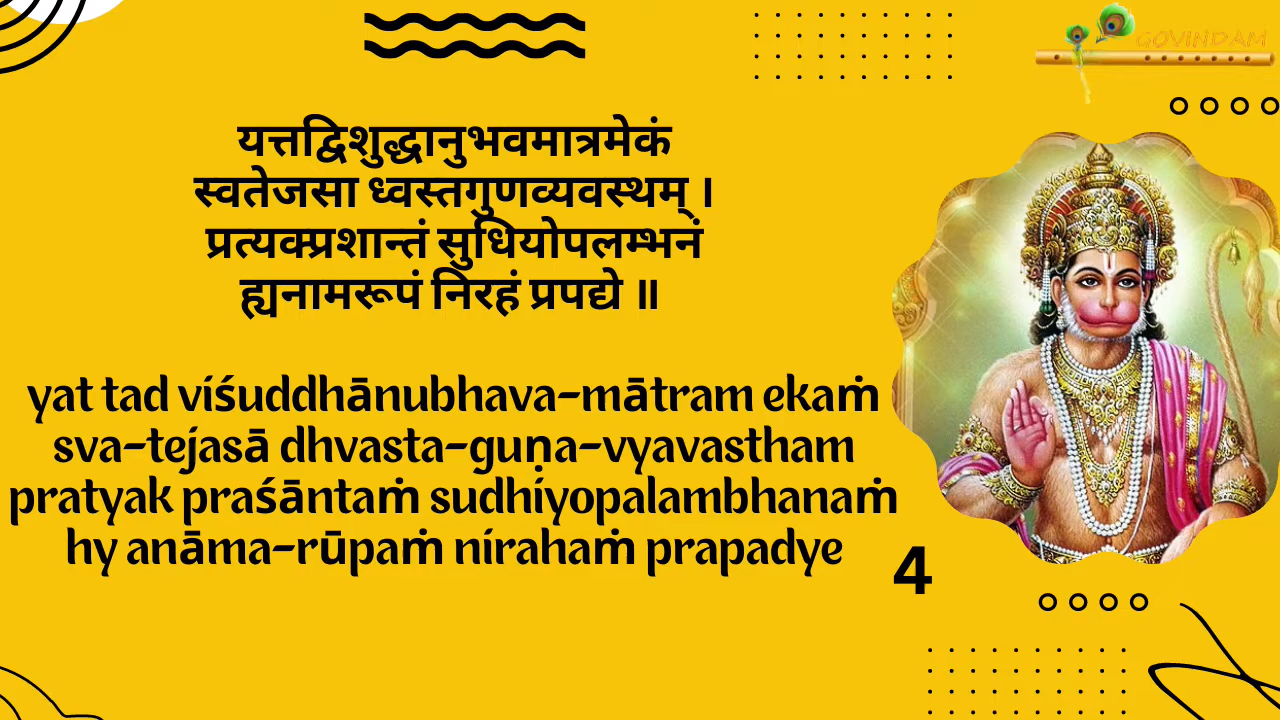 GOVINDAM
यत्तद्विशुद्धानुभवमात्रमेकं
स्वतेजसा ध्वस्तगुणव्यवस्थम् ।
प्रत्यक्प्रशान्तं सुधियोपलम्भनं
ह्यनामरूपं निरहं प्रपद्ये ॥
yat tad viśuddhānubhava-mātram ekaṁ
sva-tejasā dhvasta-guṇa-vyavastham
pratyak praśāntaṁ sudhiyopalambhanaṁ
hy anāma-rūpaṁ nirahaṁ prapadye
4